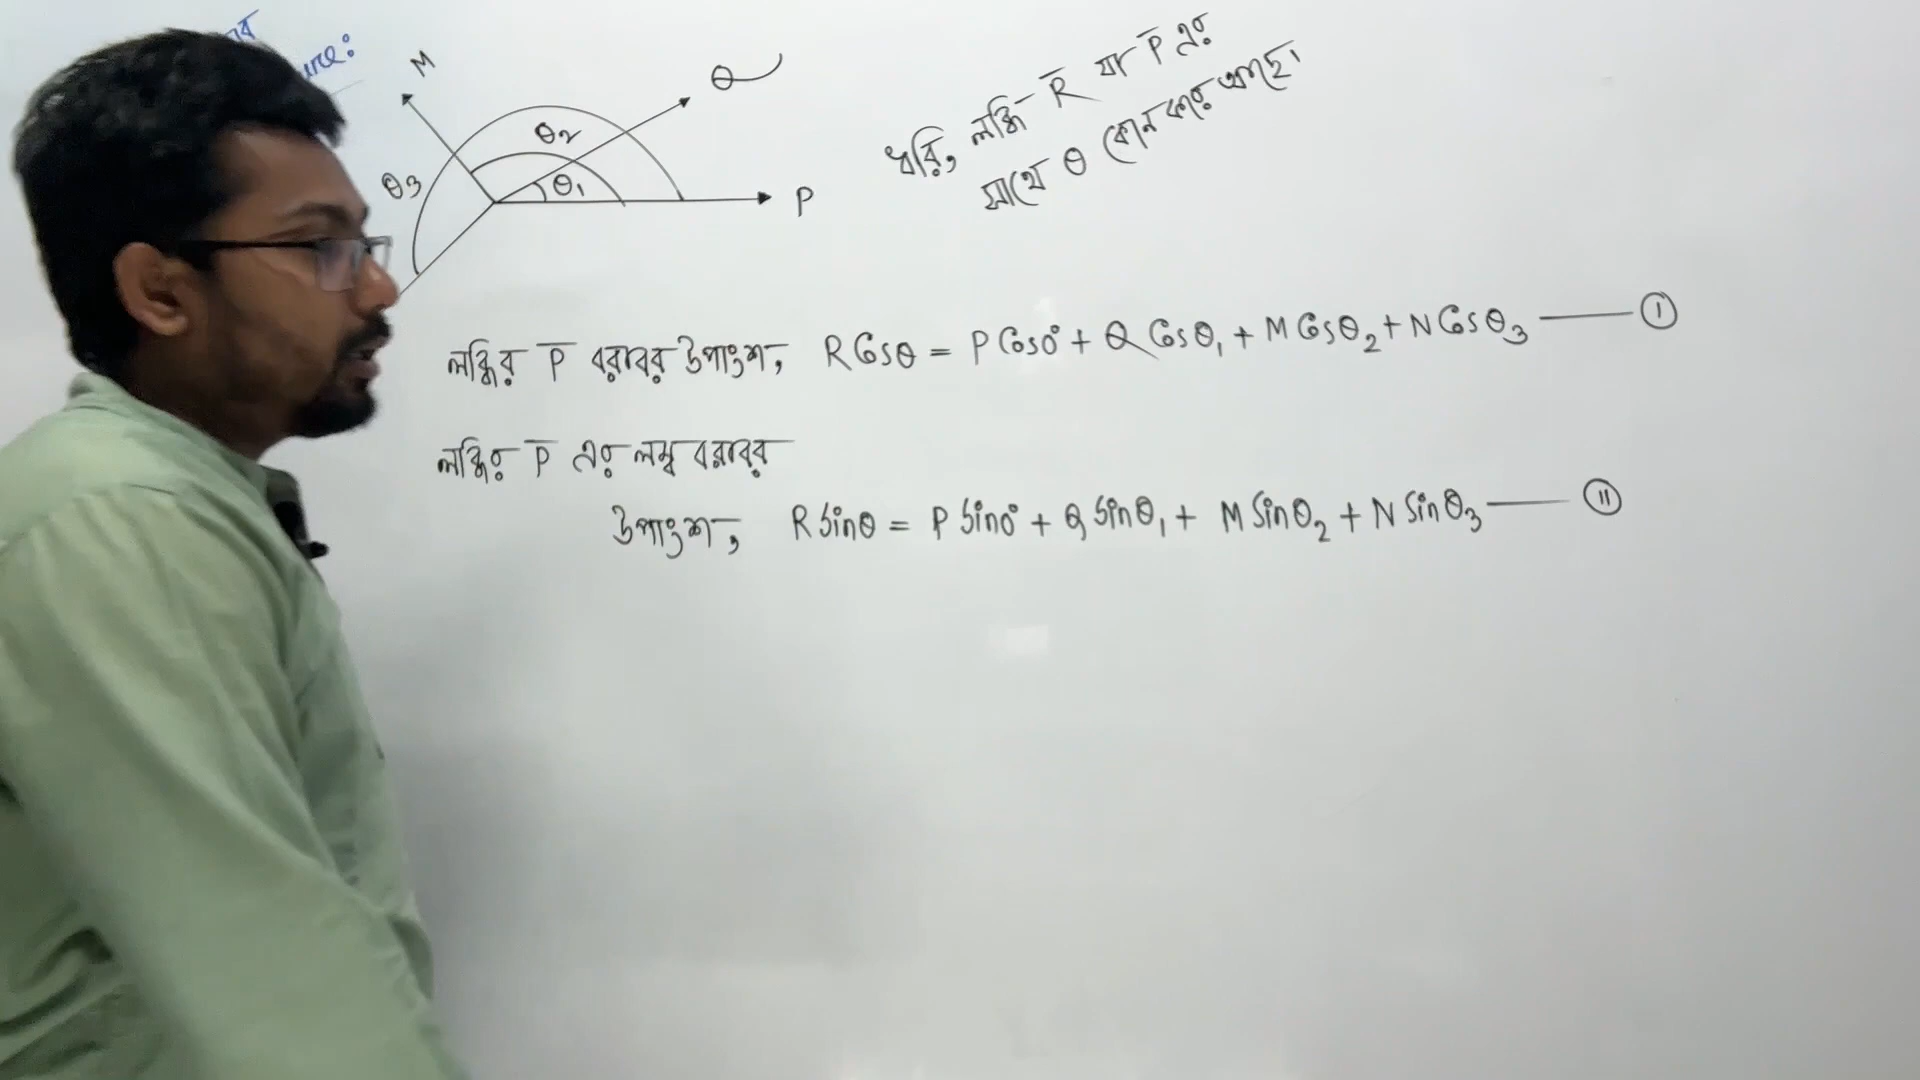 M
Q
θ₂
θ₃
θ₁
P
ধরি, লব্ধি R̅ যা P̅ এর
সাথে θ কোন করে আছে।
লব্ধির P̅ বরাবর উপাংশ, R Cosθ = P Cos0° + Q Cosθ₁ + M Cosθ₂ + N Cosθ₃ —— Ⓘ
লব্ধির P̅ এর লম্ব বরাবর
উপাংশ, R Sinθ = P Sin0° + Q Sinθ₁ + M Sinθ₂ + N Sinθ₃ —— (II)